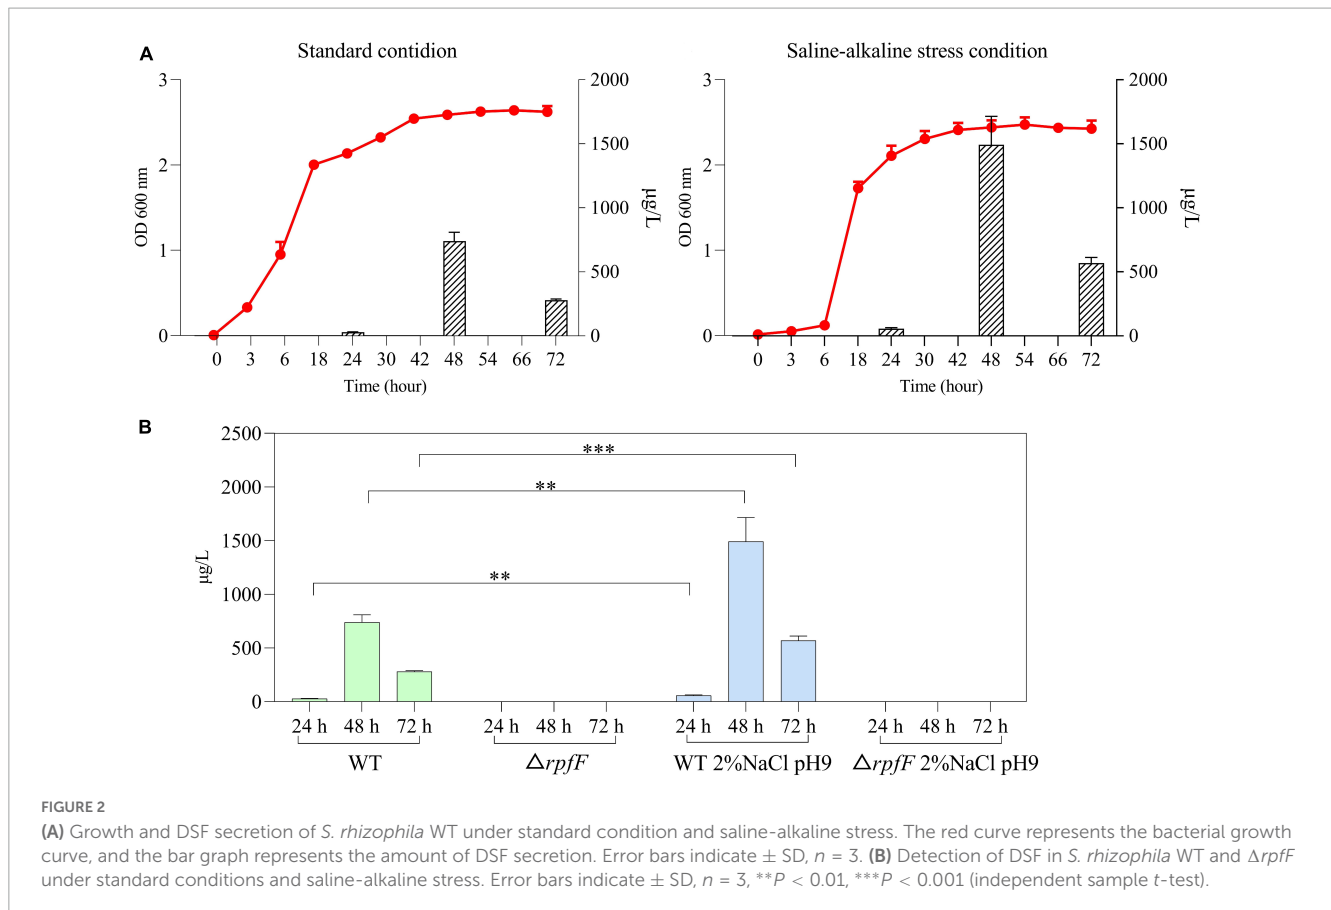 A
Standard contidion
Saline-alkaline stress condition
3
2
1
0
OD 600 nm
2000
1500
1000
500
0
µg/L
0 3 6 18 24 30 42 48 54 66 72
Time (hour)
3
2
1
0
OD 600 nm
2000
1500
1000
500
0
µg/L
0 3 6 18 24 30 42 48 54 66 72
Time (hour)
B
2500
2000
1500
1000
500
0
µg/L
***
**
**
24 h 48 h 72 h 24 h 48 h 72 h 24 h 48 h 72 h 24 h 48 h 72 h
WT △rpfF WT 2%NaCl pH9 △rpfF 2%NaCl pH9
FIGURE 2
(A) Growth and DSF secretion of S. rhizophila WT under standard condition and saline-alkaline stress. The red curve represents the bacterial growth
curve, and the bar graph represents the amount of DSF secretion. Error bars indicate ± SD, n = 3. (B) Detection of DSF in S. rhizophila WT and ΔrpfF
under standard conditions and saline-alkaline stress. Error bars indicate ± SD, n = 3, **P < 0.01, ***P < 0.001 (independent sample t-test).